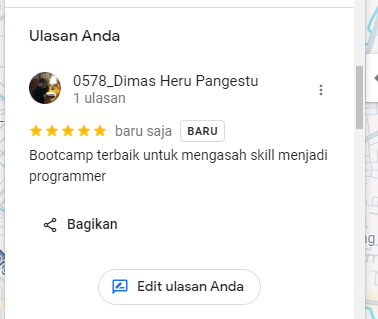 Ulasan Anda
0578_Dimas Heru Pangestu
1 ulasan
baru saja BARU
Bootcamp terbaik untuk mengasah skill menjadi
programmer
Bagikan
Edit ulasan Anda